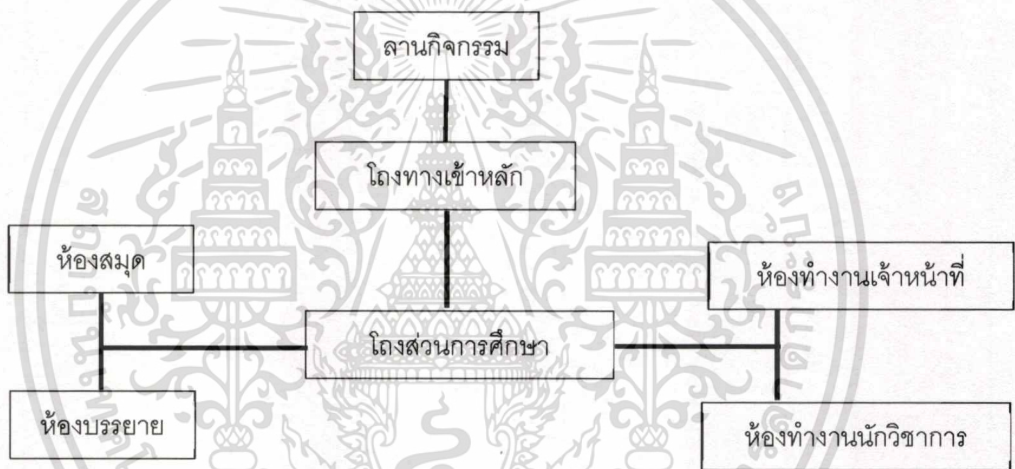 ลานกิจกรรม
โถงทางเข้าหลัก
ห้องสมุด
ห้องทำงานเจ้าหน้าที่
โถงส่วนการศึกษา
ห้องบรรยาย
ห้องทำงานนักวิชาการ